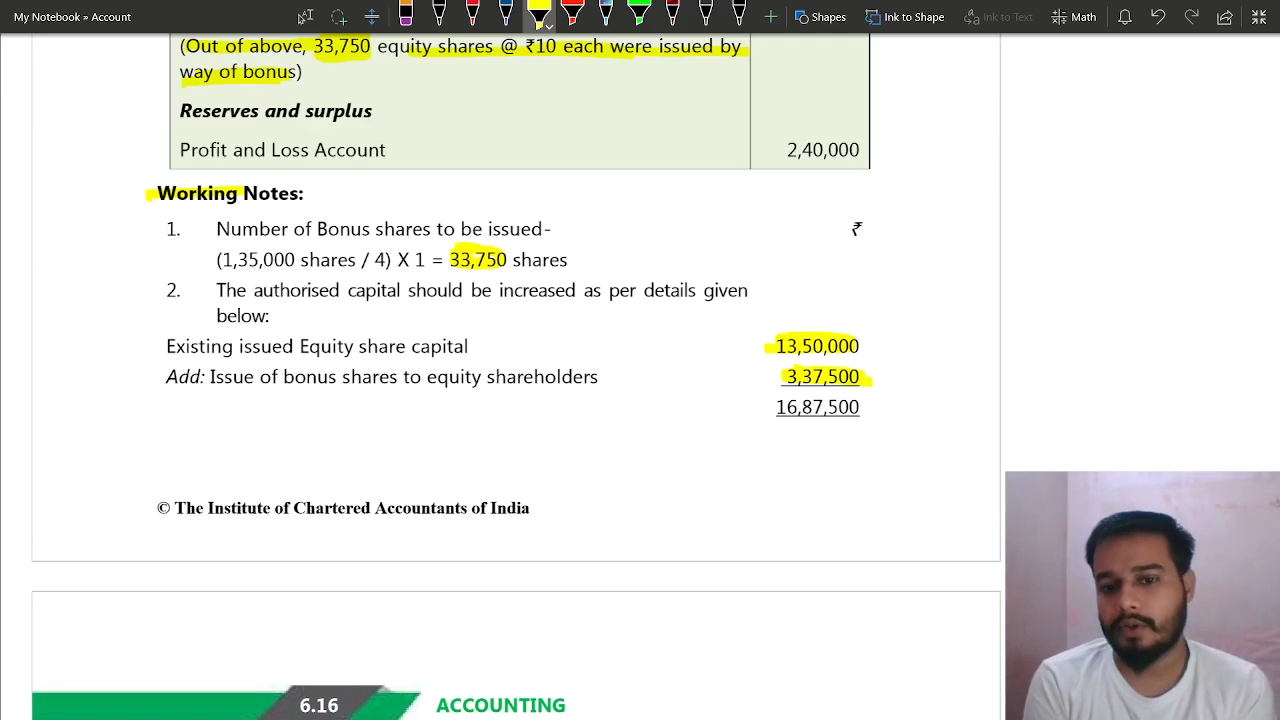 My Notebook » Account
Shapes
Ink to Shape
Ink to Text
Math
(Out of above, 33,750 equity shares @ ₹10 each were issued by
way of bonus)
Reserves and surplus
Profit and Loss Account 2,40,000
Working Notes:
1. Number of Bonus shares to be issued- ₹
(1,35,000 shares / 4) X 1 = 33,750 shares
2. The authorised capital should be increased as per details given
below:
Existing issued Equity share capital 13,50,000
Add: Issue of bonus shares to equity shareholders 3,37,500
16,87,500
© The Institute of Chartered Accountants of India
6.16 ACCOUNTING